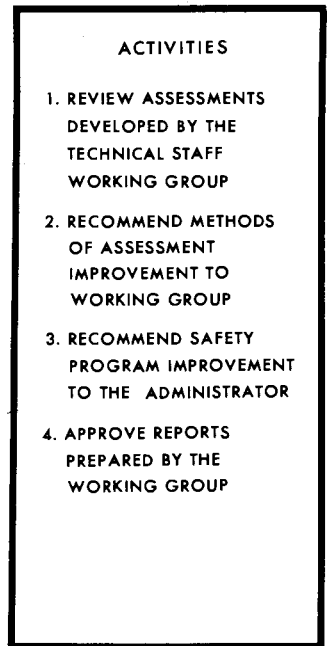 ACTIVITIES
1. REVIEW ASSESSMENTS
DEVELOPED BY THE
TECHNICAL STAFF
WORKING GROUP
2. RECOMMEND METHODS
OF ASSESSMENT
IMPROVEMENT TO
WORKING GROUP
3. RECOMMEND SAFETY
PROGRAM IMPROVEMENT
TO THE ADMINISTRATOR
4. APPROVE REPORTS
PREPARED BY THE
WORKING GROUP